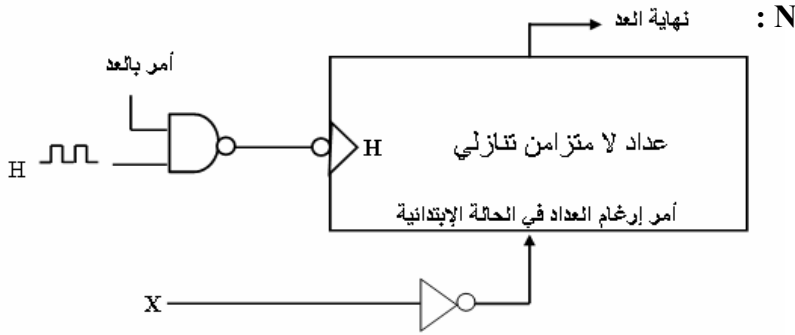 : N
نهاية العد
أمر بالعد
H
H
عداد لا متزامن تنازلي
أمر إرغام العداد في الحالة الإبتدائية
X